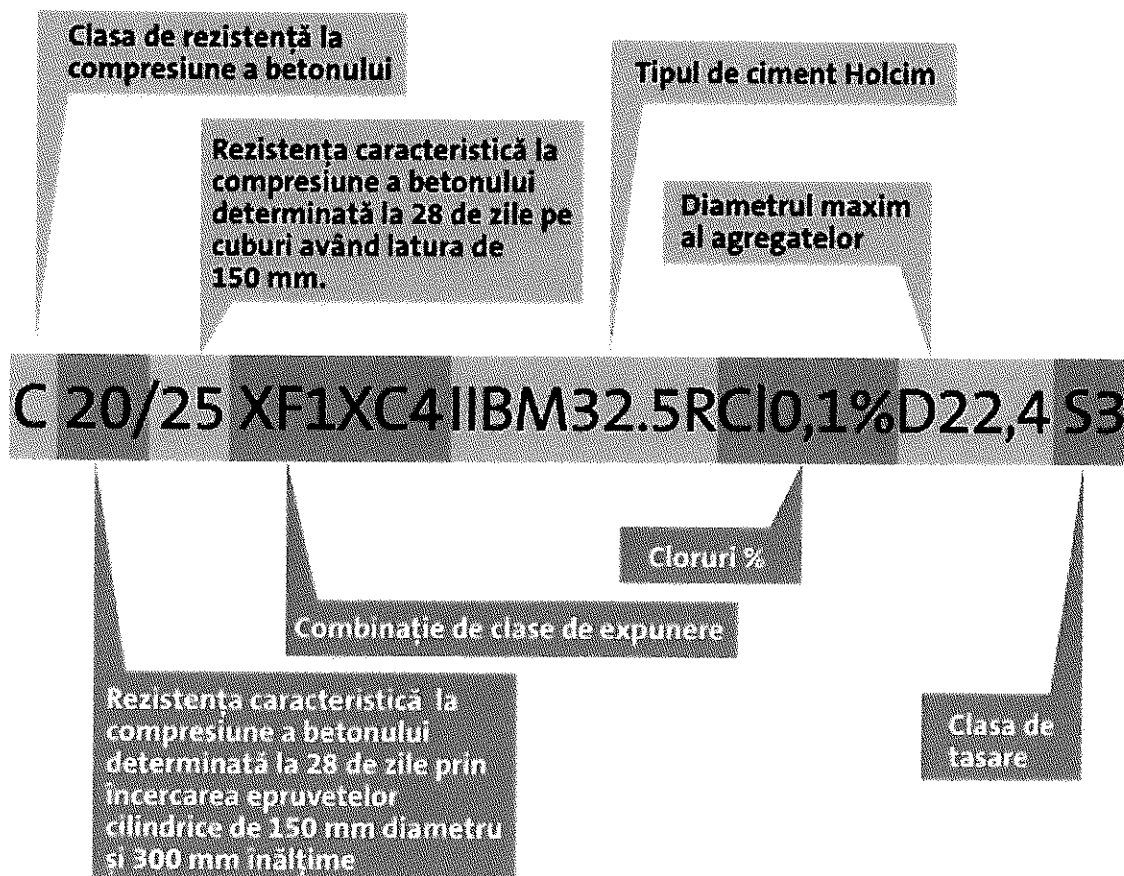 Clasa de rezistență la
compresiune a betonului
Tipul de ciment Holcim
Rezistența caracteristică la
compresiune a betonului
determinată la 28 de zile pe
cuburi având latura de
150 mm.
Diametrul maxim
al agregatelor
C 20/25 XF1XC4IIBM32.5RCl0,1%D22,4 S3
Cloruri %
Combinație de clase de expunere
Rezistența caracteristică la
compresiune a betonului
determinată la 28 de zile prin
încercarea epruvetelor
cilindrice de 150 mm diametru
și 300 mm înălțime
Clasa de
tasare